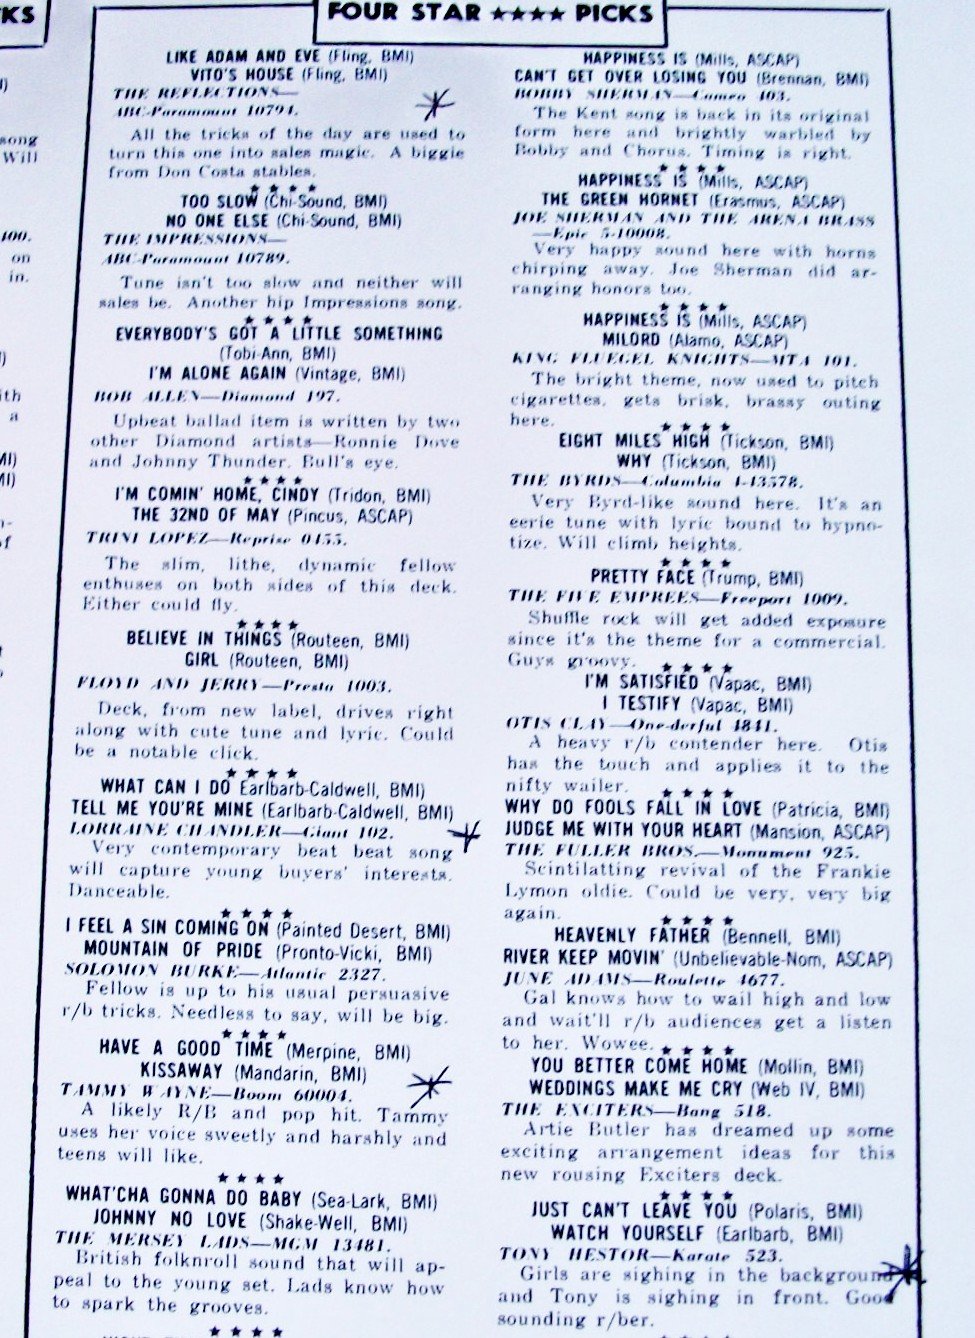 KS
FOUR STAR ★★★★ PICKS
song
Will
400.
on
in.
ith
a
MI)
MI)
of
LIKE ADAM AND EVE (Fling, BMI)
VITO'S HOUSE (Fling, BMI)
THE REFLECTIONS—
ABC-Paramount 10794.
All the tricks of the day are used to
turn this one into sales magic. A biggie
from Don Costa stables.
★★★★
TOO SLOW (Chi-Sound, BMI)
NO ONE ELSE (Chi-Sound, BMI)
THE IMPRESSIONS—
ABC-Paramount 10789.
Tune isn't too slow and neither will
sales be. Another hip Impressions song.
★★★★
EVERYBODY'S GOT A LITTLE SOMETHING
(Tobi-Ann, BMI)
I'M ALONE AGAIN (Vintage, BMI)
BOB ALLEN—Diamond 197.
Upbeat ballad item is written by two
other Diamond artists—Ronnie Dove
and Johnny Thunder. Bull's eye.
★★★★
I'M COMIN' HOME, CINDY (Tridon, BMI)
THE 32ND OF MAY (Pincus, ASCAP)
TRINI LOPEZ—Reprise 0455.
The slim, lithe, dynamic fellow
enthuses on both sides of this deck.
Either could fly.
★★★★
BELIEVE IN THINGS (Routeen, BMI)
GIRL (Routeen, BMI)
FLOYD AND JERRY—Presta 1003.
Deck, from new label, drives right
along with cute tune and lyric. Could
be a notable click.
★★★★
WHAT CAN I DO Earlbarb-Caldwell, BMI)
TELL ME YOU'RE MINE (Earlbarb-Caldwell, BMI)
LORRAINE CHANDLER—Giant 102.
Very contemporary beat beat song
will capture young buyers' interests.
Danceable.
★★★★
I FEEL A SIN COMING ON (Painted Desert, BMI)
MOUNTAIN OF PRIDE (Pronto-Vicki, BMI)
SOLOMON BURKE—Atlantic 2327.
Fellow is up to his usual persuasive
r/b tricks. Needless to say, will be big.
★★★★
HAVE A GOOD TIME (Merpine, BMI)
KISSAWAY (Mandarin, BMI)
TAMMY WAYNE—Boom 60004.
A likely R/B and pop hit. Tammy
uses her voice sweetly and harshly and
teens will like.
★★★★
WHAT'CHA GONNA DO BABY (Sea-Lark, BMI)
JOHNNY NO LOVE (Shake-Well, BMI)
THE MERSEY LADS—MGM 13481.
British folknroll sound that will ap-
peal to the young set. Lads know how
to spark the grooves.
★★★★
HAPPINESS IS (Mills, ASCAP)
CAN'T GET OVER LOSING YOU (Brennan, BMI)
BOBBY SHERMAN—Cameo 403.
The Kent song is back in its original
form here and brightly warbled by
Bobby and Chorus. Timing is right.
★★★★
HAPPINESS IS (Mills, ASCAP)
THE GREEN HORNET (Erasmus, ASCAP)
JOE SHERMAN AND THE ARENA BRASS
—Epic 5-10008.
Very happy sound here with horns
chirping away. Joe Sherman did ar-
ranging honors too.
★★★★
HAPPINESS IS (Mills, ASCAP)
MILORD (Alamo, ASCAP)
KING FLUEGEL KNIGHTS—MTA 101.
The bright theme, now used to pitch
cigarettes, gets brisk, brassy outing
here.
★★★★
EIGHT MILES HIGH (Tickson, BMI)
WHY (Tickson, BMI)
THE BYRDS—Columbia 4-43578.
Very Byrd-like sound here. It's an
eerie tune with lyric bound to hypno-
tize. Will climb heights.
★★★★
PRETTY FACE (Trump, BMI)
THE FIVE EMPREES—Freeport 1009.
Shuffle rock will get added exposure
since it's the theme for a commercial.
Guys groovy.
★★★★
I'M SATISFIED (Vapac, BMI)
I TESTIFY (Vapac, BMI)
OTIS CLAY—One-derful 4841.
A heavy r/b contender here. Otis
has the touch and applies it to the
nifty wailer.
★★★★
WHY DO FOOLS FALL IN LOVE (Patricia, BMI)
JUDGE ME WITH YOUR HEART (Mansion, ASCAP)
THE FULLER BROS.—Monument 925.
Scintilatting revival of the Frankie
Lymon oldie. Could be very, very big
again.
★★★★
HEAVENLY FATHER (Bennell, BMI)
RIVER KEEP MOVIN' (Unbelievable-Nom, ASCAP)
JUNE ADAMS—Roulette 4677.
Gal knows how to wail high and low
and wait'll r/b audiences get a listen
to her. Wowee.
★★★★
YOU BETTER COME HOME (Mollin, BMI)
WEDDINGS MAKE ME CRY (Web IV, BMI)
THE EXCITERS—Bang 518.
Artie Butler has dreamed up some
exciting arrangement ideas for this
new rousing Exciters deck.
★★★★
JUST CAN'T LEAVE YOU (Polaris, BMI)
WATCH YOURSELF (Earlbarb, BMI)
TONY HESTOR—Karate 523.
Girls are sighing in the background
and Tony is sighing in front. Good
sounding r/ber.